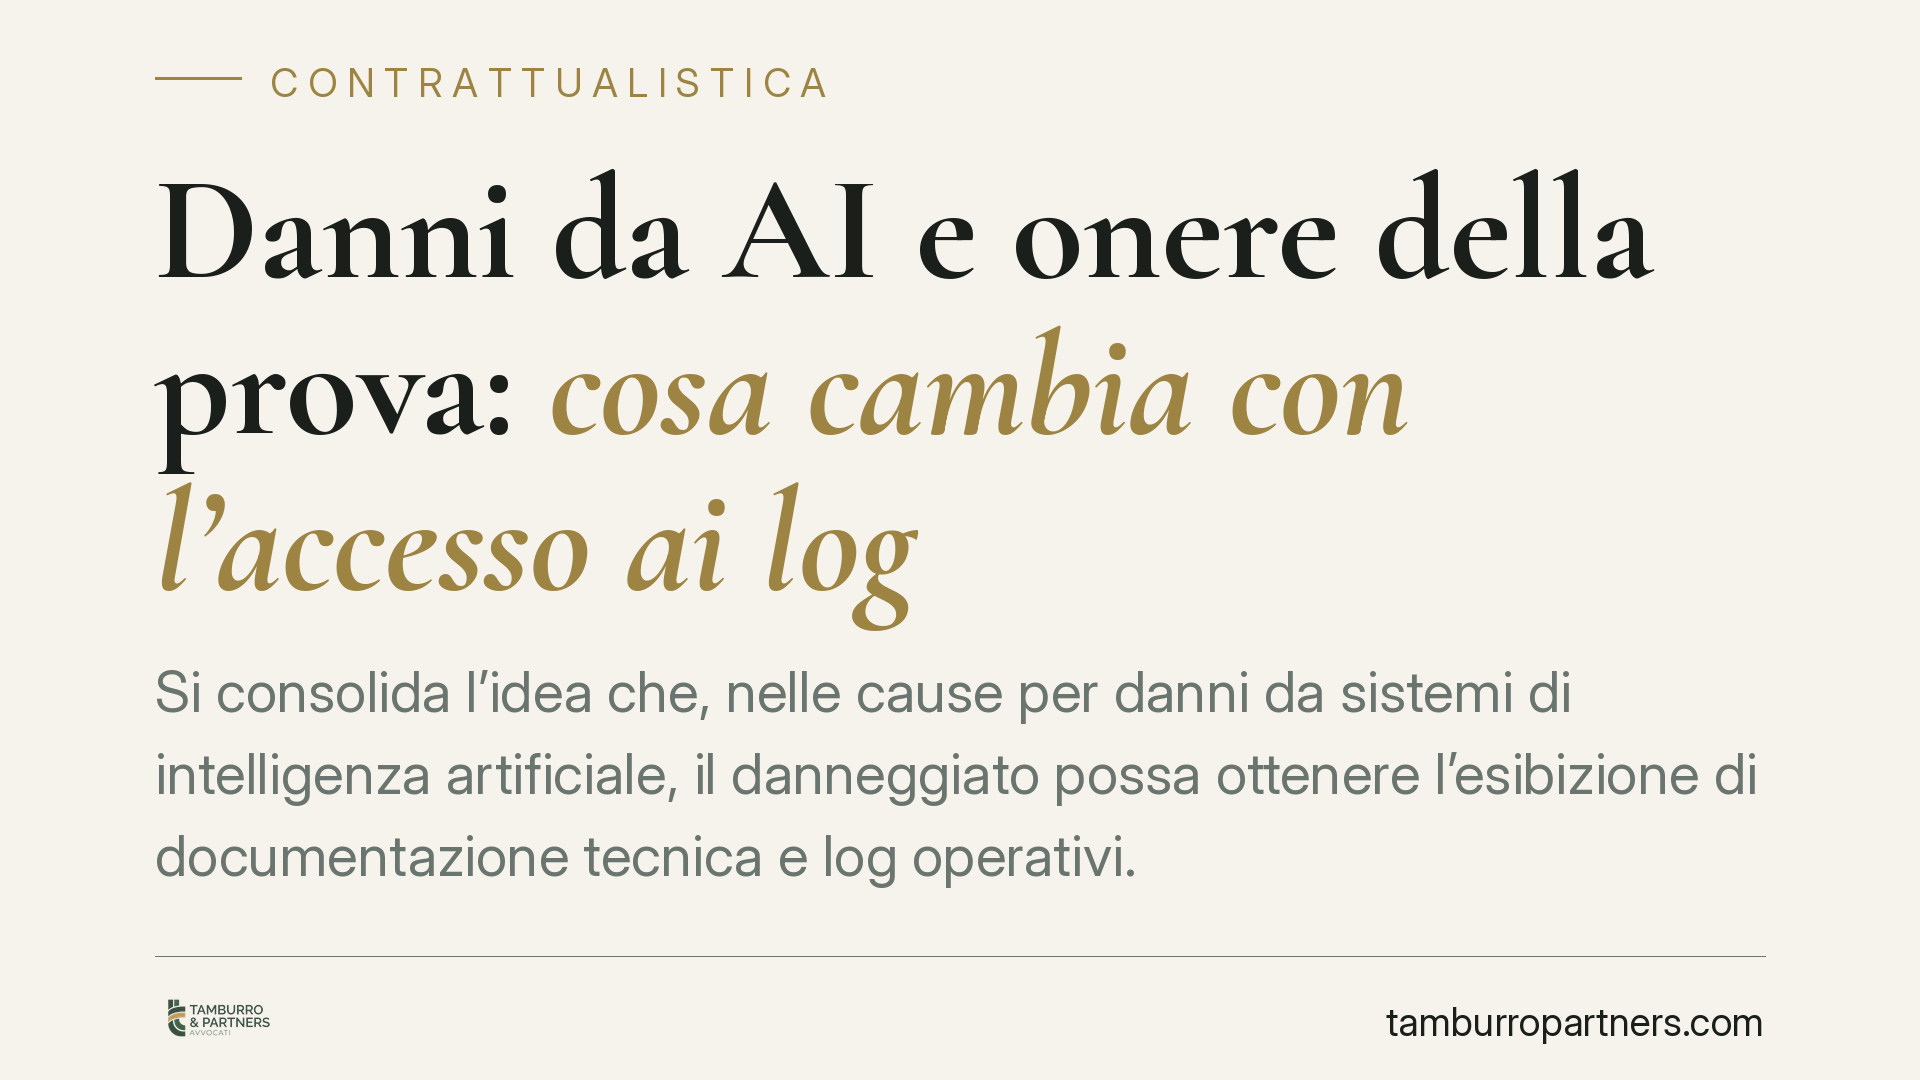 CONTRATTUALISTICA
Danni da AI e onere della
prova: cosa cambia con
l’accesso ai log
Si consolida l’idea che, nelle cause per danni da sistemi di
intelligenza artificiale, il danneggiato possa ottenere l’esibizione di
documentazione tecnica e log operativi.
TAMBURRO
& PARTNERS
AVVOCATI
tamburropartners.com